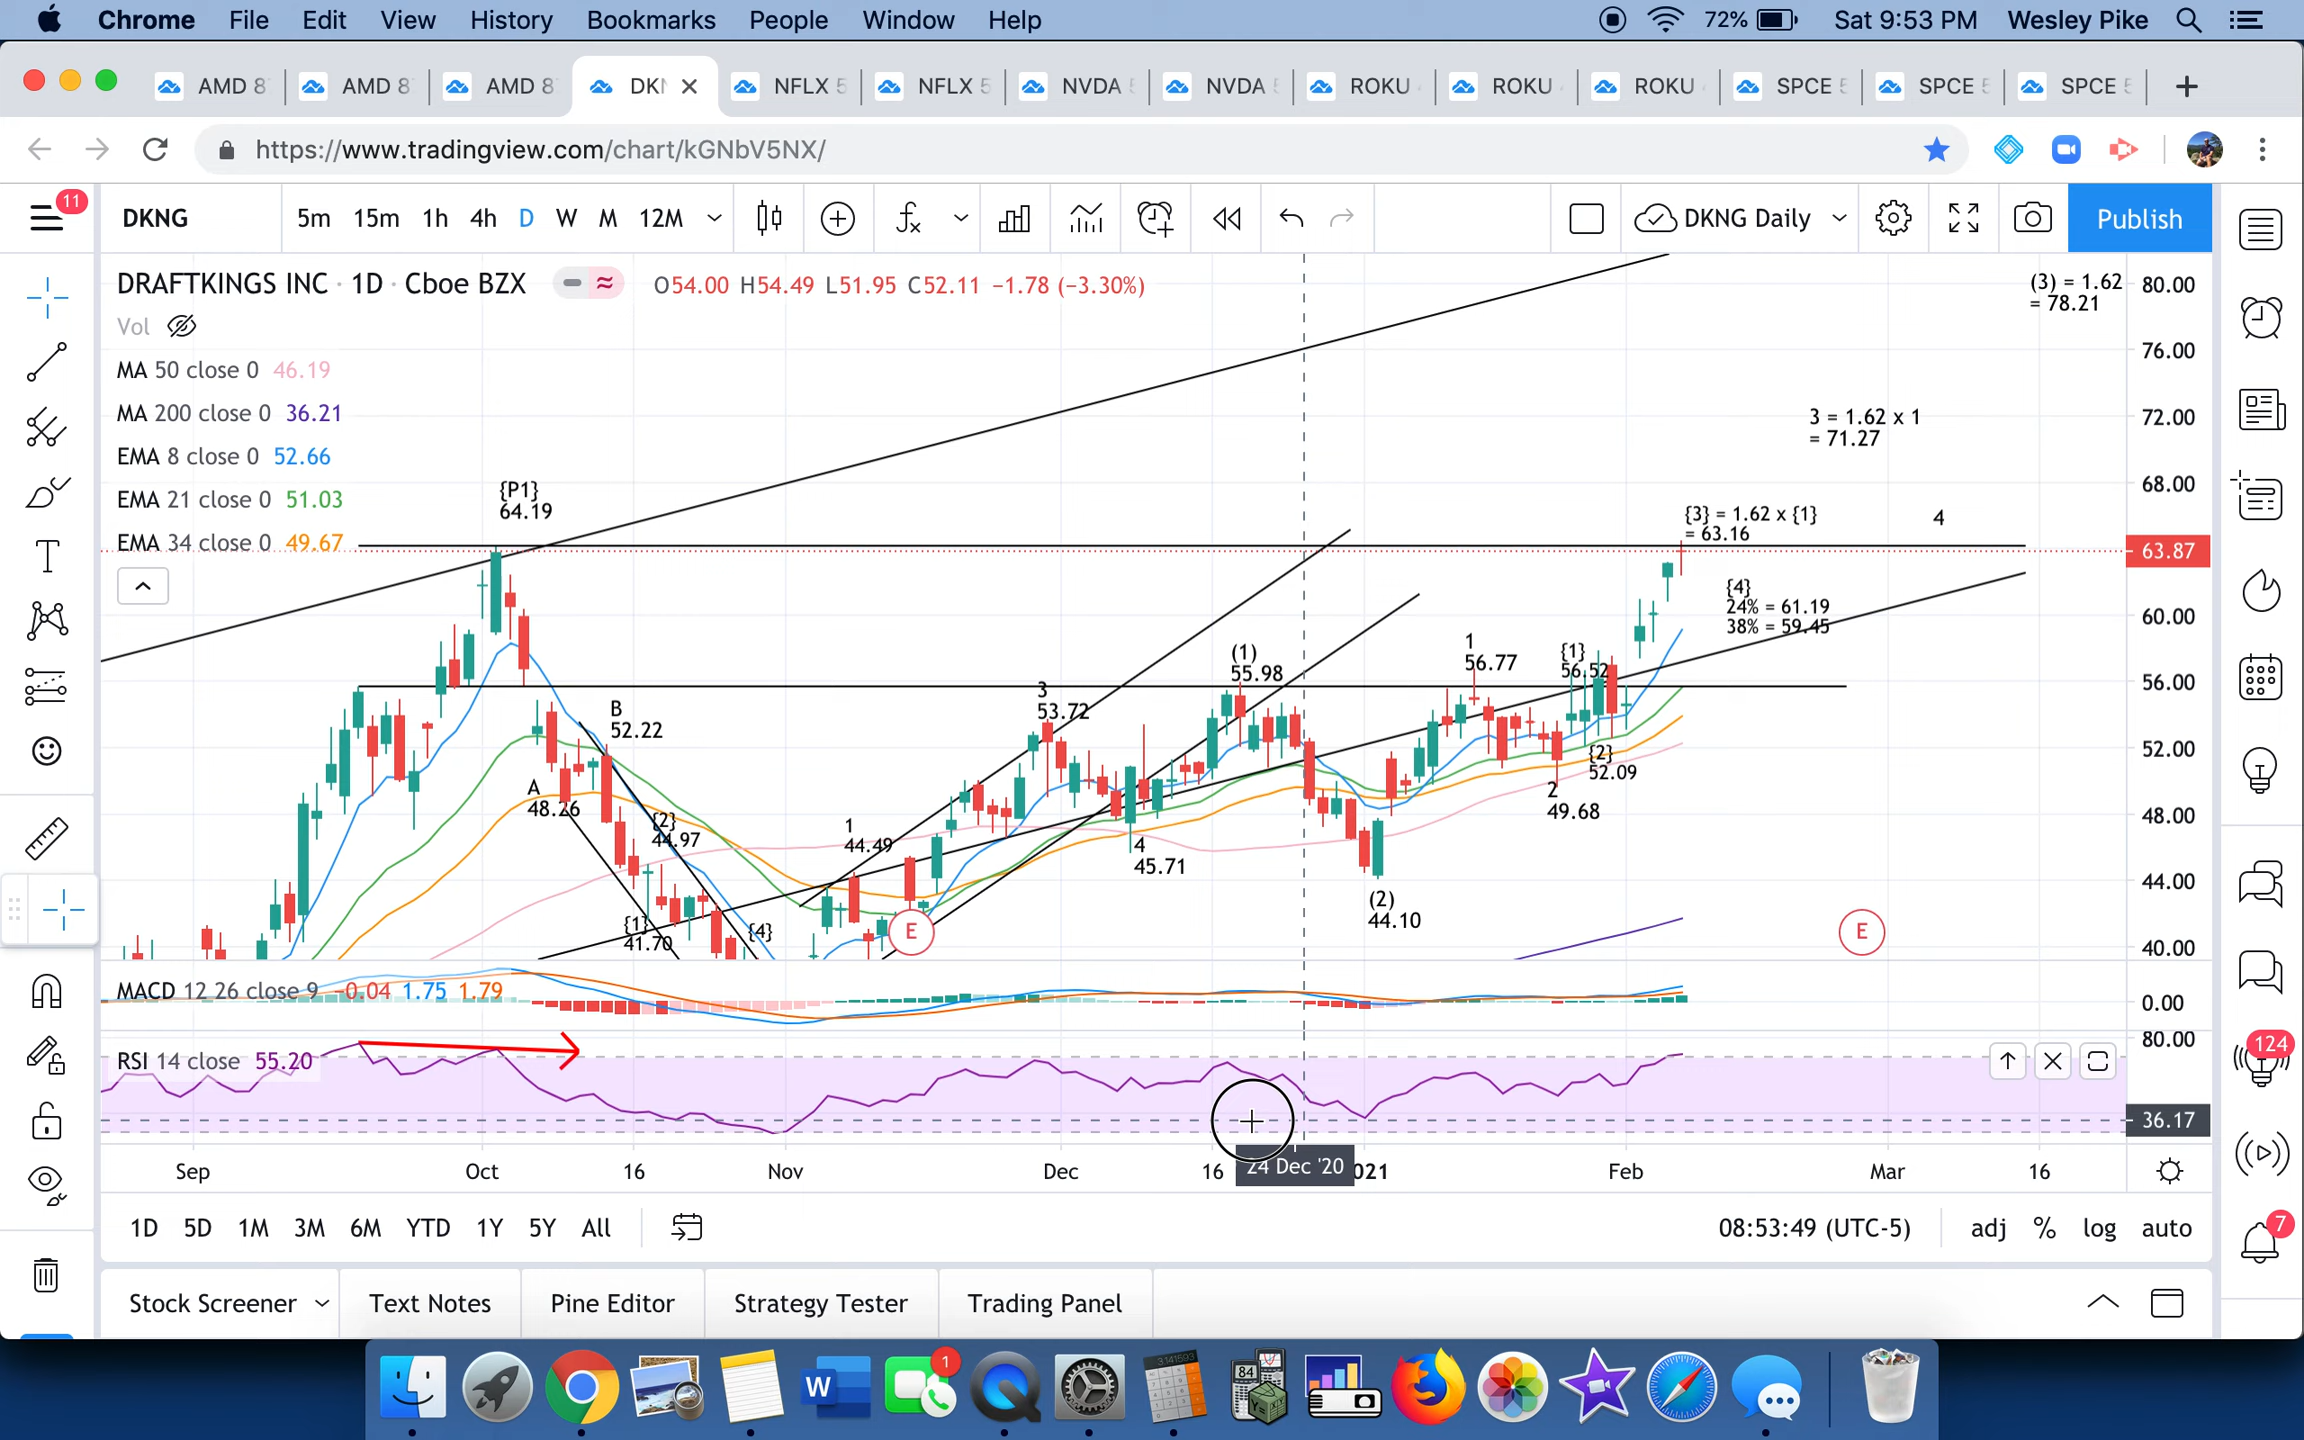 Chrome File Edit View History Bookmarks People Window Help 72% Sat 9:53 PM Wesley Pike
AMD 8 AMD 8 AMD 8 DKN NFLX 5 NFLX 5 NVDA NVDA ROKU ROKU ROKU SPCE 5 SPCE 5 SPCE 5
https://www.tradingview.com/chart/kGNbV5NX/
11
DKNG 5m 15m 1h 4h D W M 12M DKNG Daily Publish
DRAFTKINGS INC · 1D · Cboe BZX O54.00 H54.49 L51.95 C52.11 −1.78 (−3.30%)
Vol
MA 50 close 0 46.19
MA 200 close 0 36.21
EMA 8 close 0 52.66
EMA 21 close 0 51.03
EMA 34 close 0 49.67
(3) = 1.62
= 78.21
3 = 1.62 x 1
= 71.27
{P1}
64.19
{3} = 1.62 x {1}
= 63.16
4
{4}
24% = 61.19
38% = 59.45
B
52.22
A
48.26
{2}
44.97
{1}
41.70
{4}
1
44.49
3
53.72
4
45.71
(1)
55.98
(2)
44.10
1
56.77
2
49.68
{1}
56.52
{2}
52.09
E
E
80.00
76.00
72.00
68.00
63.87
60.00
56.00
52.00
48.00
44.00
40.00
MACD 12 26 close 9 −0.04 1.75 1.79
0.00
80.00
RSI 14 close 55.20
36.17
Sep Oct 16 Nov Dec 16 24 Dec '20 021 Feb Mar 16
1D 5D 1M 3M 6M YTD 1Y 5Y All 08:53:49 (UTC-5) adj % log auto
Stock Screener Text Notes Pine Editor Strategy Tester Trading Panel
124
7
1
W
3.141593
84